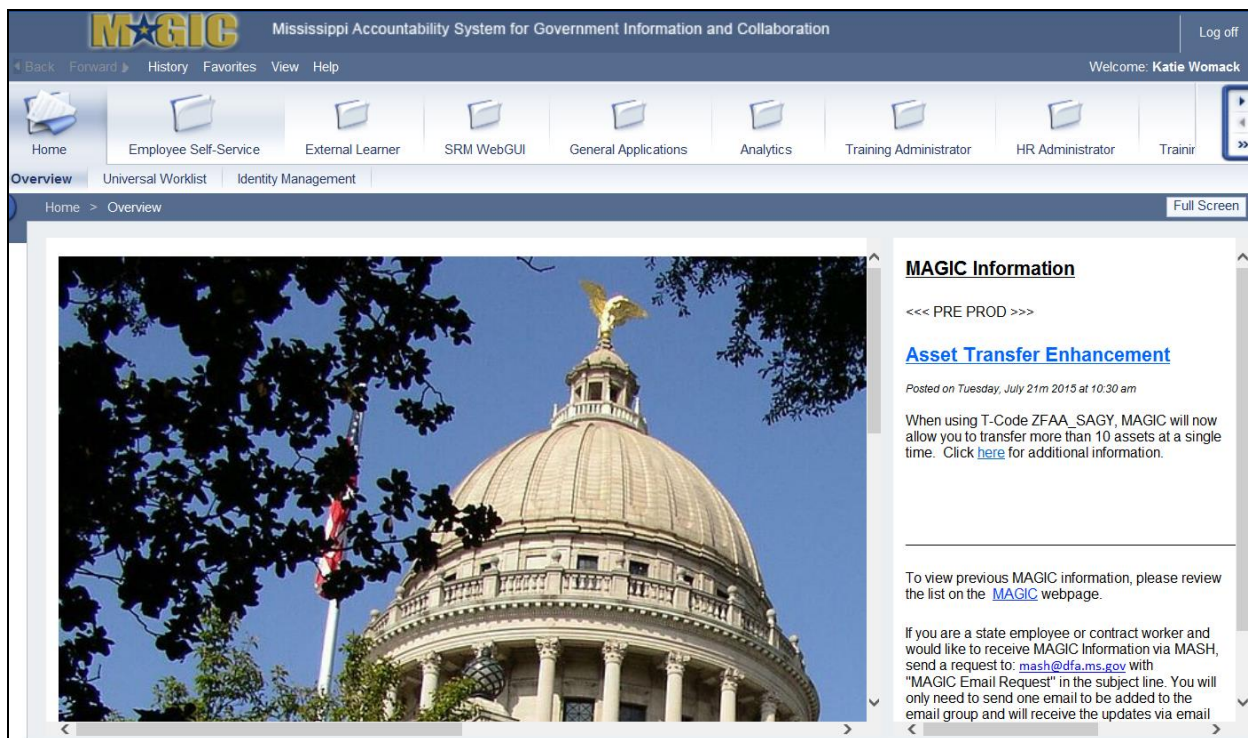 MAGIC
Mississippi Accountability System for Government Information and Collaboration
Log off
Back Forward History Favorites View Help
Welcome: Katie Womack
Home Employee Self-Service External Learner SRM WebGUI General Applications Analytics Training Administrator HR Administrator Trainir
Overview Universal Worklist Identity Management
Home > Overview
Full Screen
MAGIC Information
<<< PRE PROD >>>
Asset Transfer Enhancement
Posted on Tuesday, July 21m 2015 at 10:30 am
When using T-Code ZFAA_SAGY, MAGIC will now
allow you to transfer more than 10 assets at a single
time. Click here for additional information.
To view previous MAGIC information, please review
the list on the MAGIC webpage.
If you are a state employee or contract worker and
would like to receive MAGIC Information via MASH,
send a request to: mash@dfa.ms.gov with
"MAGIC Email Request" in the subject line. You will
only need to send one email to be added to the
email group and will receive the updates via email